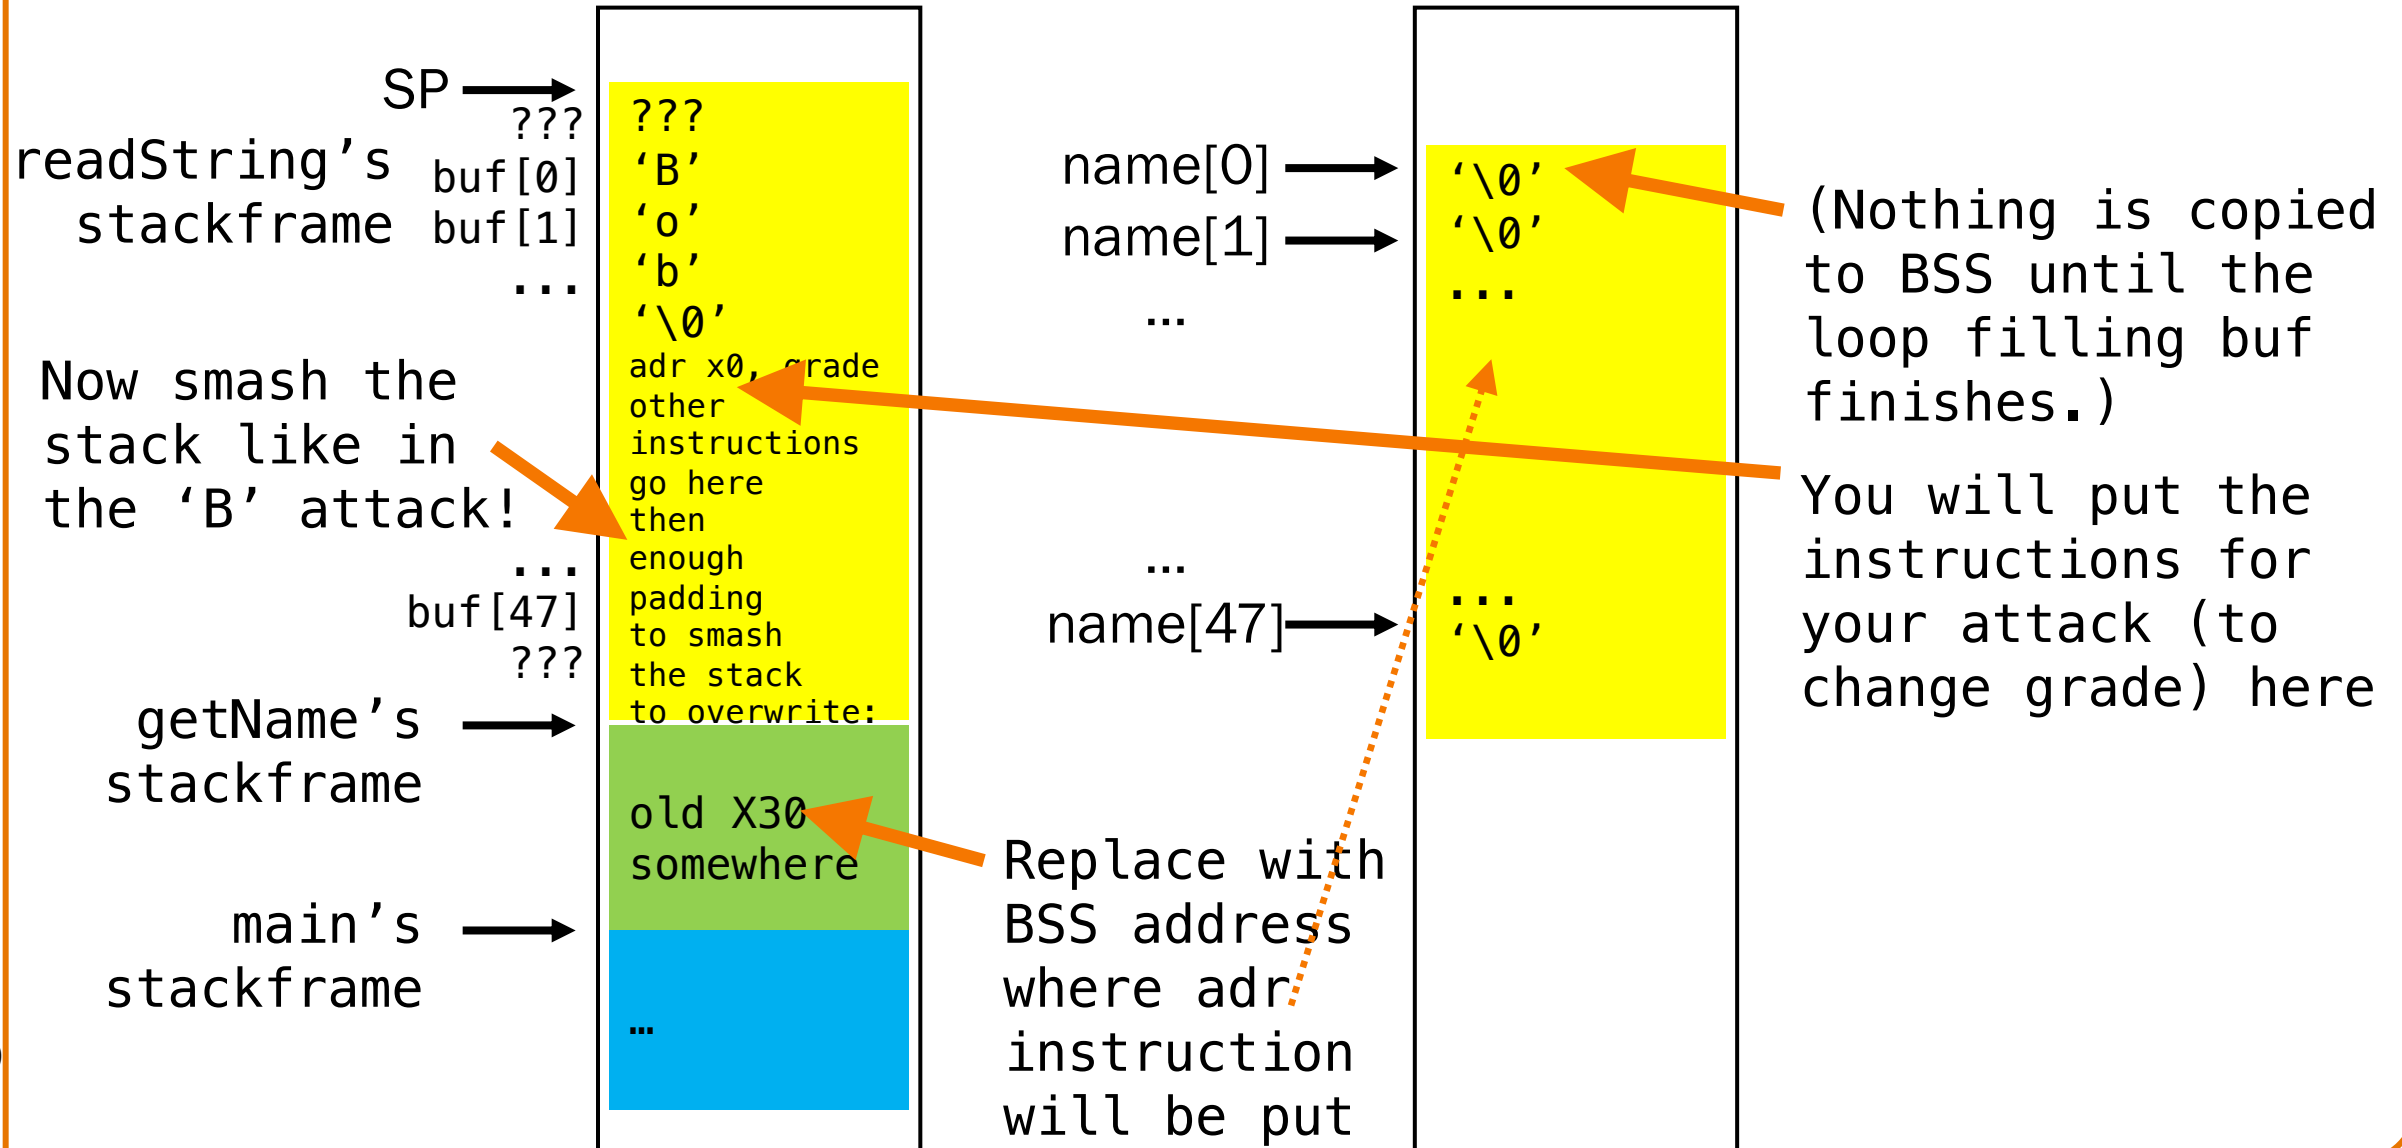 SP
???
readString’s
stackframe
buf[0]
buf[1]
...
Now smash the
stack like in
the ‘B’ attack!
...
buf[47]
???
getName’s
stackframe
main’s
stackframe
???
‘B’
‘o’
‘b’
‘\0’
adr x0, grade
other
instructions
go here
then
enough
padding
to smash
the stack
to overwrite:
old X30
somewhere
…
name[0]
name[1]
…
…
name[47]
Replace with
BSS address
where adr
instruction
will be put
‘\0’
‘\0’
...
...
‘\0’
(Nothing is copied
to BSS until the
loop filling buf
finishes.)
You will put the
instructions for
your attack (to
change grade) here